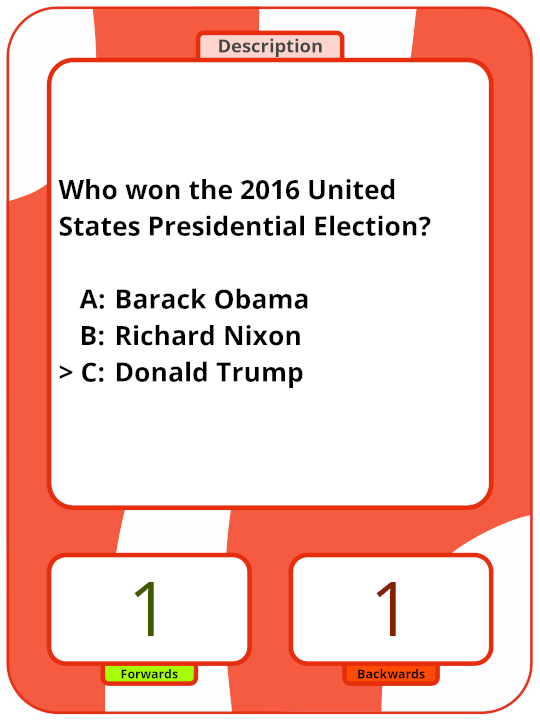 Description
Who won the 2016 United
States Presidential Election?
A: Barack Obama
B: Richard Nixon
> C: Donald Trump
1
1
Forwards
Backwards